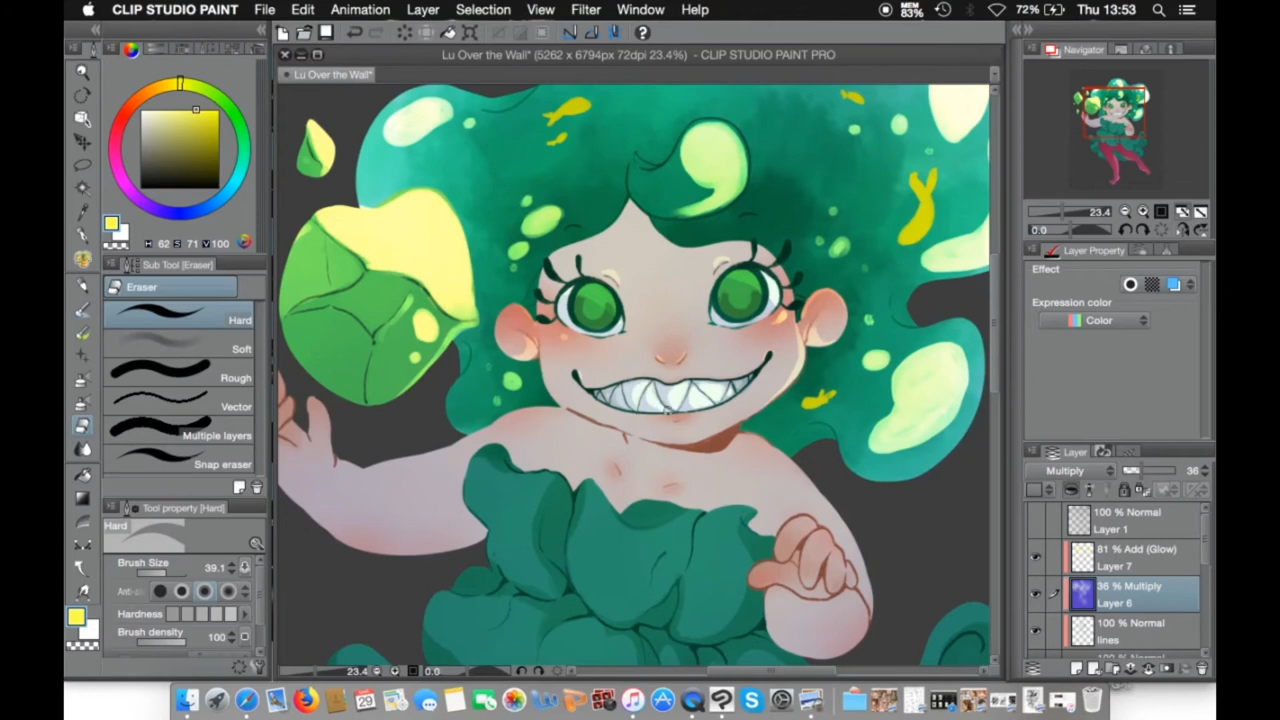 CLIP STUDIO PAINT File Edit Animation Layer Selection View Filter Window Help MEM 83% 72% Thu 13:53
Lu Over the Wall* (5262 x 6794px 72dpi 23.4%) - CLIP STUDIO PAINT PRO
Lu Over the Wall*
H 62 S 71 V 100
Sub Tool [Eraser]
Eraser
Hard
Soft
Rough
Vector
Multiple layers
Snap eraser
Tool property [Hard]
Hard
Brush Size 39.1
Anti-
Hardness
Brush density 100
23.4 0.0
Navigator
23.4
0.0
Layer Property
Effect
Expression color
Color
Layer
Multiply 36
100 % Normal
Layer 1
81 % Add (Glow)
Layer 7
36 % Multiply
Layer 6
100 % Normal
lines
29